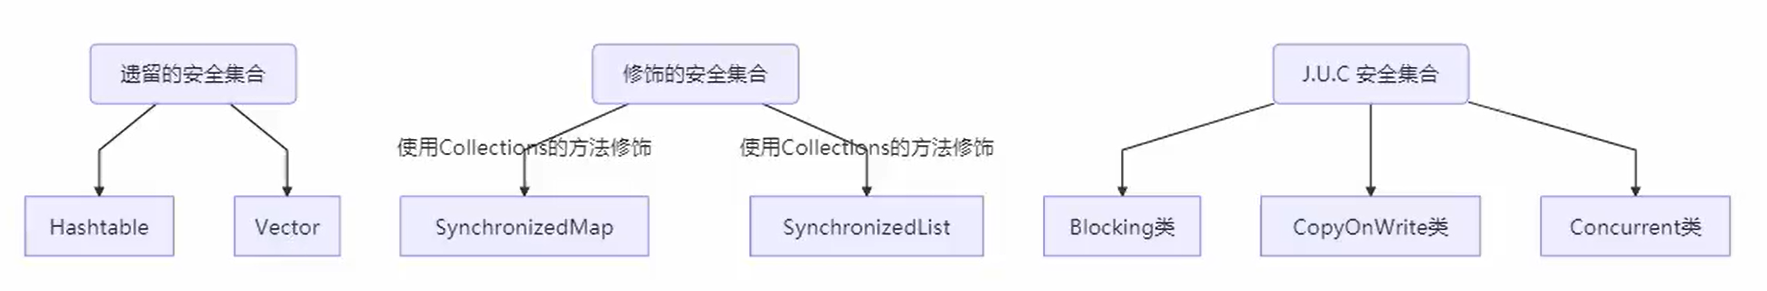 遗留的安全集合
修饰的安全集合
J.U.C 安全集合
使用Collections的方法修饰
使用Collections的方法修饰
Hashtable
Vector
SynchronizedMap
SynchronizedList
Blocking类
CopyOnWrite类
Concurrent类